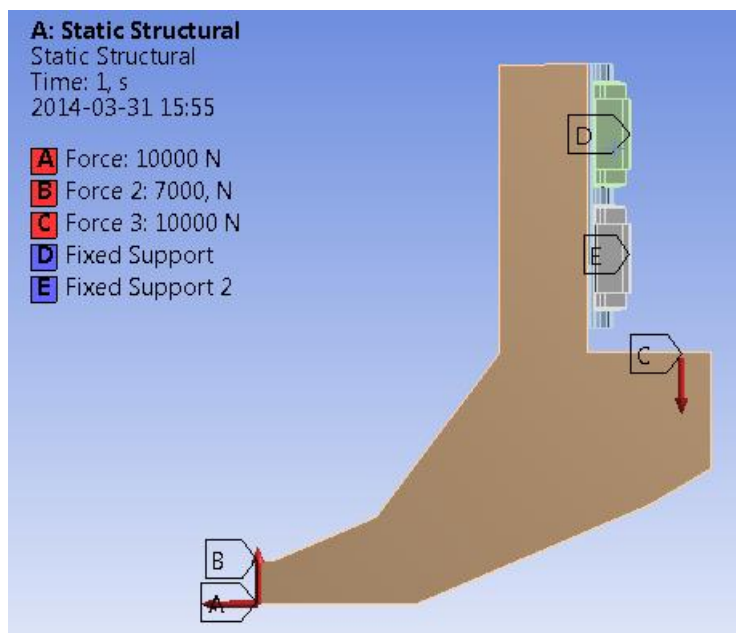 A: Static Structural
Static Structural
Time: 1, s
2014-03-31 15:55
A Force: 10000 N
B Force 2: 7000, N
C Force 3: 10000 N
D Fixed Support
E Fixed Support 2
D
E
C
B
A